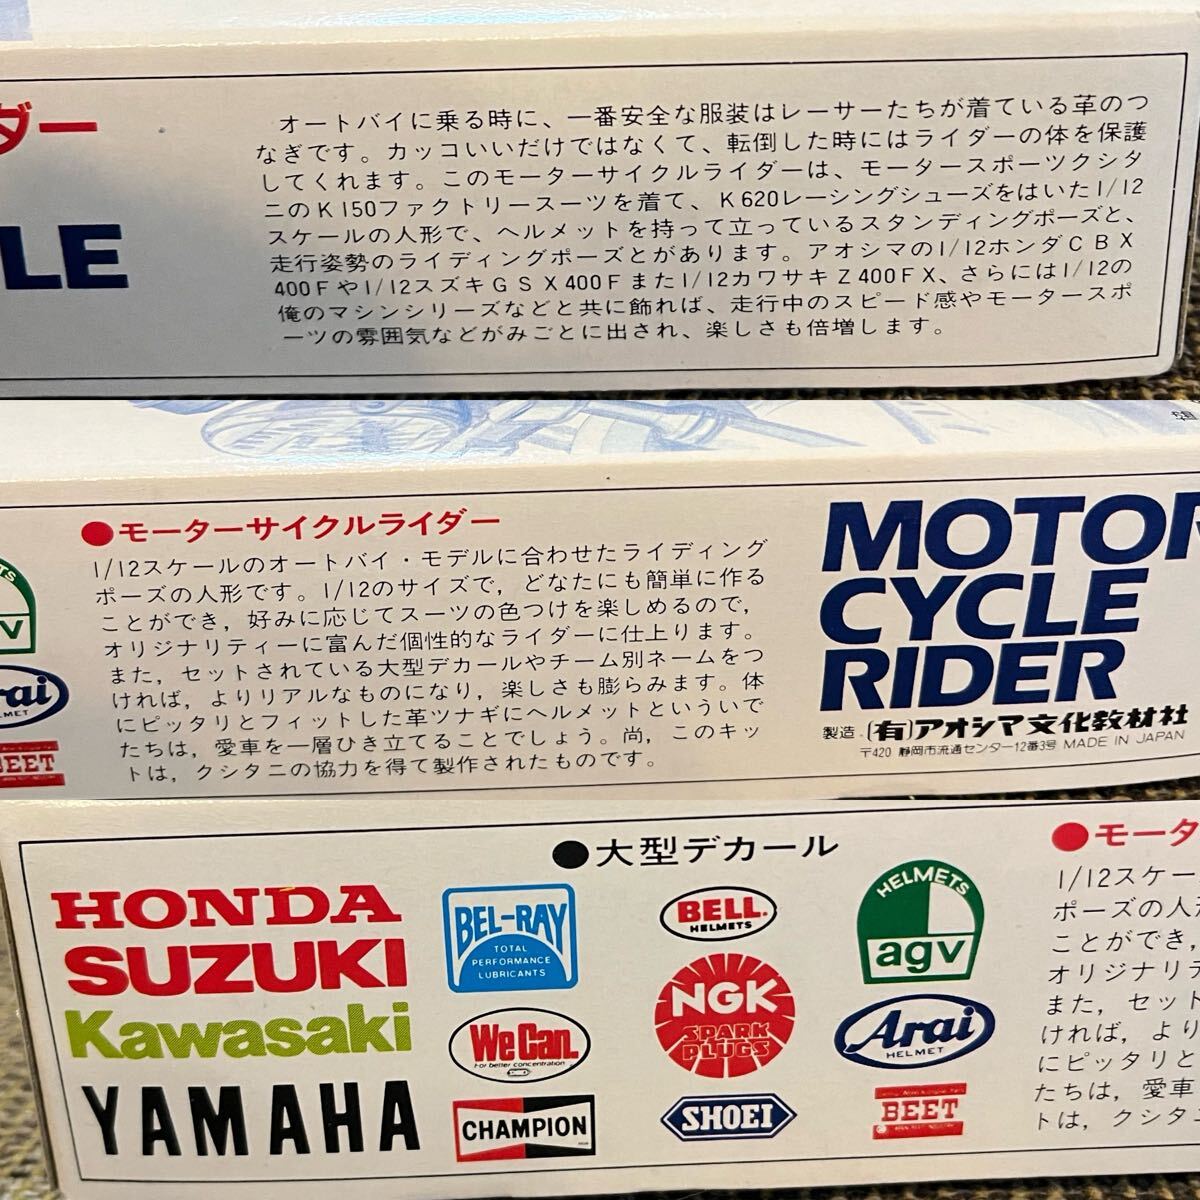 ダー
CLE
オートバイに乗る時に、一番安全な服装はレーサーたちが着ている革のつ
なぎです。カッコいいだけではなくて、転倒した時にはライダーの体を保護
してくれます。このモーターサイクルライダーは、モータースポーツクシタ
ニのK150ファクトリースーツを着て、K620レーシングシューズをはいた1/12
スケールの人形で、ヘルメットを持って立っているスタンディングポーズと、
走行姿勢のライディングポーズとがあります。アオシマの1/12ホンダCBX
400Fや1/12スズキGSX400Fまた1/12カワサキZ400FX、さらには1/12の
俺のマシンシリーズなどと共に飾れば、走行中のスピード感やモータースポ
ーツの雰囲気などがみごとに出され、楽しさも倍増します。
●モーターサイクルライダー
1/12スケールのオートバイ・モデルに合わせたライディング
ポーズの人形です。1/12のサイズで，どなたにも簡単に作る
ことができ，好みに応じてスーツの色つけを楽しめるので，
オリジナリティーに富んだ個性的なライダーに仕上ります。
また，セットされている大型デカールやチーム別ネームをつ
ければ，よりリアルなものになり，楽しさも膨らみます。体
にピッタリとフィットした革ツナギにヘルメットといういで
たちは，愛車を一層ひき立てることでしょう。尚，このキッ
トは，クシタニの協力を得て製作されたものです。
MOTOR
CYCLE
RIDER
製造・(有)アオシマ文化教材社
〒420 静岡市流通センター12番3号 MADE IN JAPAN
TS
V
rai
LMET
BEET
●大型デカール
HONDA
SUZUKI
Kawasaki
YAMAHA
BEL-RAY
TOTAL
PERFORMANCE
LUBRICANTS
WeCan.
For better concentration
CHAMPION
BELL.
HELMETS
NGK
SPARK
PLUGS
SHOEI
HELMETS
agv
Arai
HELMET
BEET
●モータ
1/12スケー
ポーズの人形
ことができ，
オリジナリテ
また，セット
ければ，より
にピッタリと
たちは，愛車
トは，クシタニ